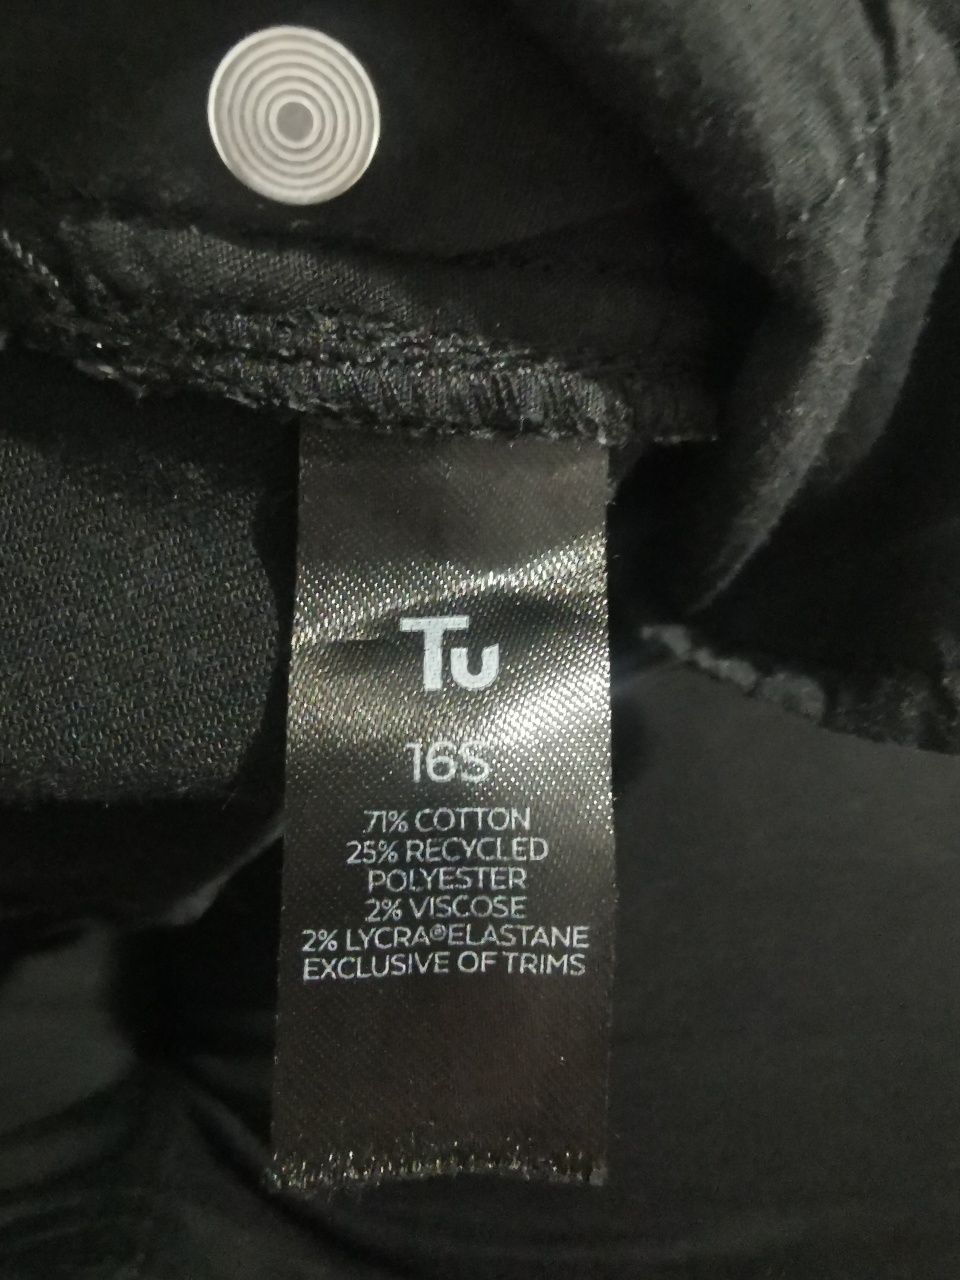 Tu
16S
71% COTTON
25% RECYCLED
POLYESTER
2% VISCOSE
2% LYCRA® ELASTANE
EXCLUSIVE OF TRIMS